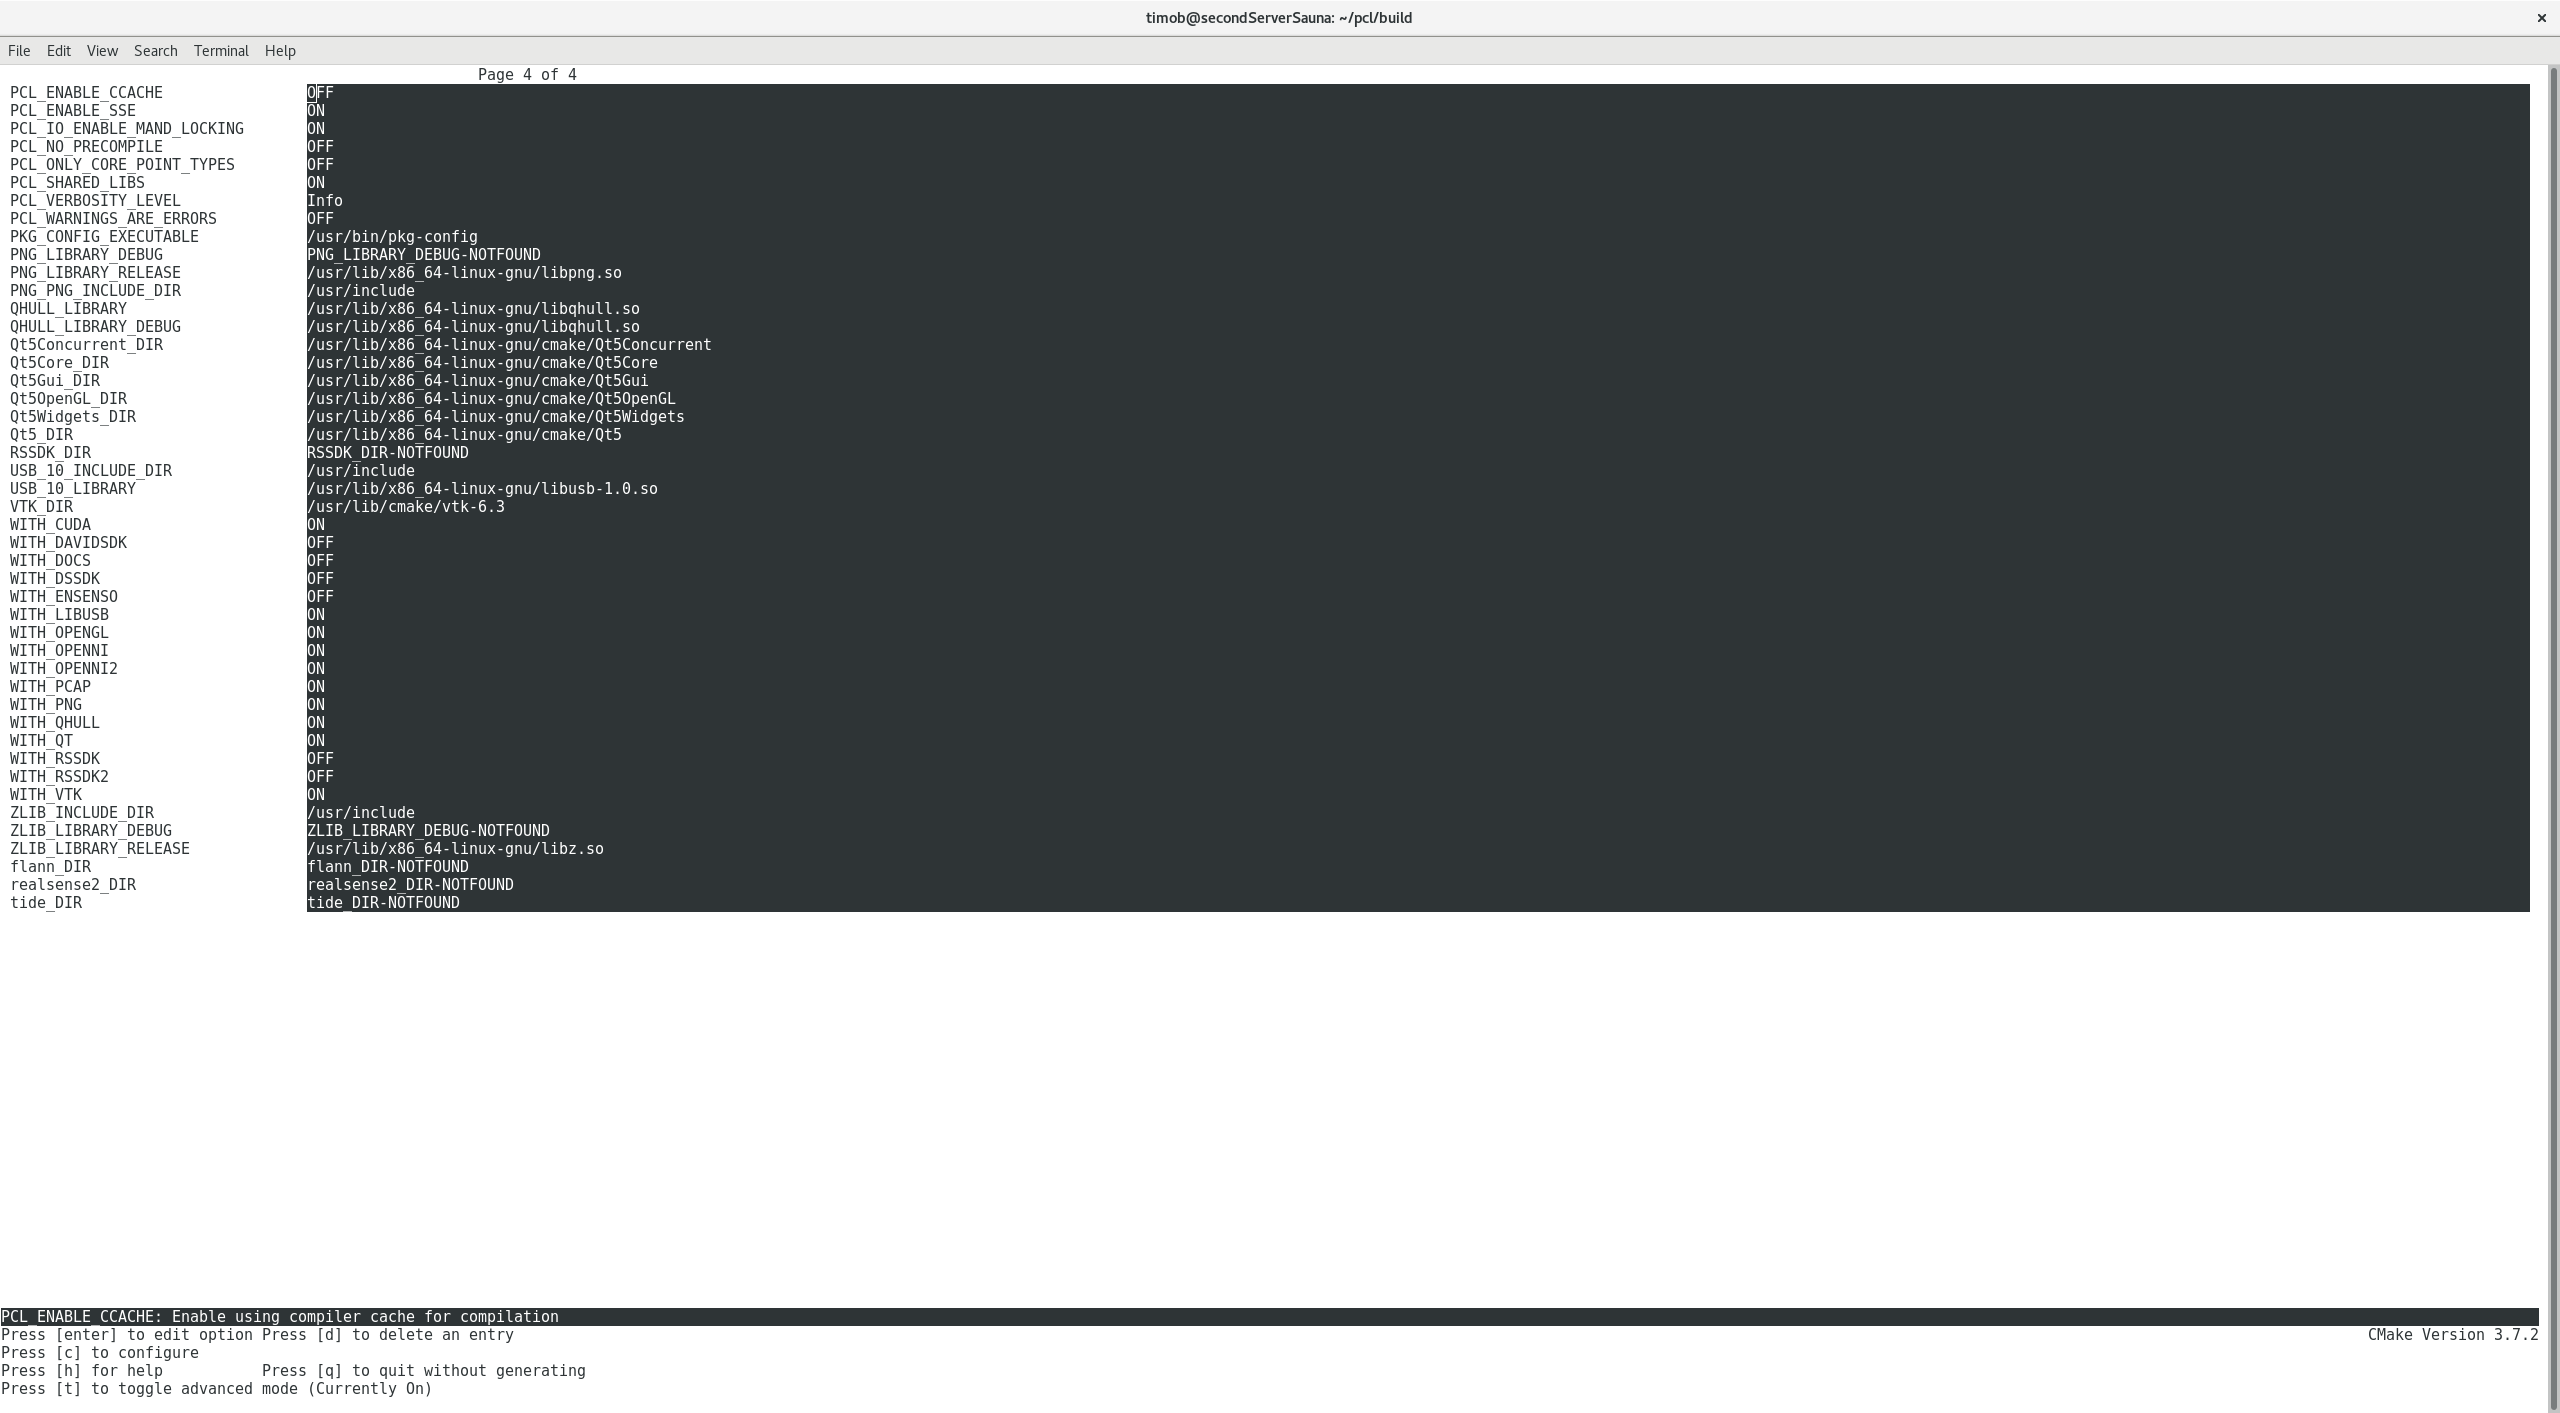 timob@secondServerSauna: ~/pcl/build
File Edit View Search Terminal Help
Page 4 of 4
PCL_ENABLE_CCACHE OFF
PCL_ENABLE_SSE ON
PCL_IO_ENABLE_MAND_LOCKING ON
PCL_NO_PRECOMPILE OFF
PCL_ONLY_CORE_POINT_TYPES OFF
PCL_SHARED_LIBS ON
PCL_VERBOSITY_LEVEL Info
PCL_WARNINGS_ARE_ERRORS OFF
PKG_CONFIG_EXECUTABLE /usr/bin/pkg-config
PNG_LIBRARY_DEBUG PNG_LIBRARY_DEBUG-NOTFOUND
PNG_LIBRARY_RELEASE /usr/lib/x86_64-linux-gnu/libpng.so
PNG_PNG_INCLUDE_DIR /usr/include
QHULL_LIBRARY /usr/lib/x86_64-linux-gnu/libqhull.so
QHULL_LIBRARY_DEBUG /usr/lib/x86_64-linux-gnu/libqhull.so
Qt5Concurrent_DIR /usr/lib/x86_64-linux-gnu/cmake/Qt5Concurrent
Qt5Core_DIR /usr/lib/x86_64-linux-gnu/cmake/Qt5Core
Qt5Gui_DIR /usr/lib/x86_64-linux-gnu/cmake/Qt5Gui
Qt5OpenGL_DIR /usr/lib/x86_64-linux-gnu/cmake/Qt5OpenGL
Qt5Widgets_DIR /usr/lib/x86_64-linux-gnu/cmake/Qt5Widgets
Qt5_DIR /usr/lib/x86_64-linux-gnu/cmake/Qt5
RSSDK_DIR RSSDK_DIR-NOTFOUND
USB_10_INCLUDE_DIR /usr/include
USB_10_LIBRARY /usr/lib/x86_64-linux-gnu/libusb-1.0.so
VTK_DIR /usr/lib/cmake/vtk-6.3
WITH_CUDA ON
WITH_DAVIDSDK OFF
WITH_DOCS OFF
WITH_DSSDK OFF
WITH_ENSENSO OFF
WITH_LIBUSB ON
WITH_OPENGL ON
WITH_OPENNI ON
WITH_OPENNI2 ON
WITH_PCAP ON
WITH_PNG ON
WITH_QHULL ON
WITH_QT ON
WITH_RSSDK OFF
WITH_RSSDK2 OFF
WITH_VTK ON
ZLIB_INCLUDE_DIR /usr/include
ZLIB_LIBRARY_DEBUG ZLIB_LIBRARY_DEBUG-NOTFOUND
ZLIB_LIBRARY_RELEASE /usr/lib/x86_64-linux-gnu/libz.so
flann_DIR flann_DIR-NOTFOUND
realsense2_DIR realsense2_DIR-NOTFOUND
tide_DIR tide_DIR-NOTFOUND
PCL_ENABLE_CCACHE: Enable using compiler cache for compilation
Press [enter] to edit option Press [d] to delete an entry CMake Version 3.7.2
Press [c] to configure
Press [h] for help Press [q] to quit without generating
Press [t] to toggle advanced mode (Currently On)